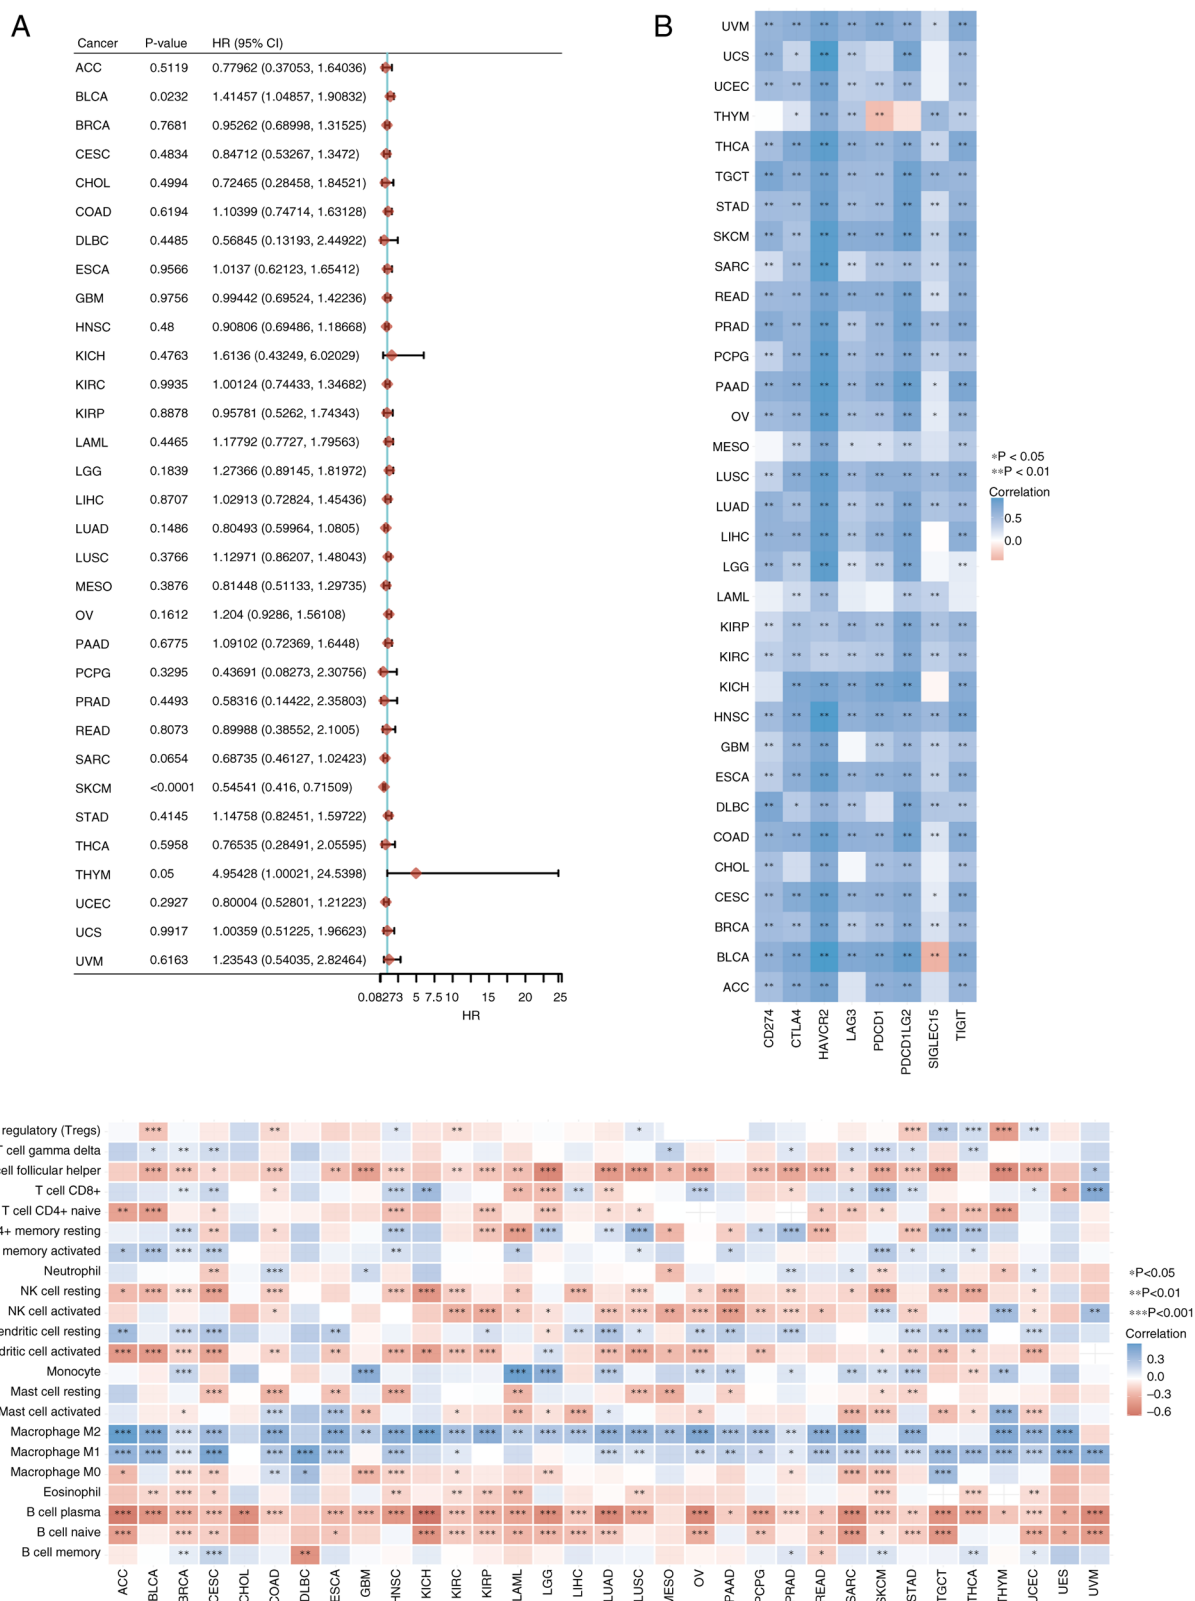 A
Cancer P-value HR (95% CI)
ACC 0.5119 0.77962 (0.37053, 1.64036)
BLCA 0.0232 1.41457 (1.04857, 1.90832)
BRCA 0.7681 0.95262 (0.68998, 1.31525)
CESC 0.4834 0.84712 (0.53267, 1.3472)
CHOL 0.4994 0.72465 (0.28458, 1.84521)
COAD 0.6194 1.10399 (0.74714, 1.63128)
DLBC 0.4485 0.56845 (0.13193, 2.44922)
ESCA 0.9566 1.0137 (0.62123, 1.65412)
GBM 0.9756 0.99442 (0.69524, 1.42236)
HNSC 0.48 0.90806 (0.69486, 1.18668)
KICH 0.4763 1.6136 (0.43249, 6.02029)
KIRC 0.9935 1.00124 (0.74433, 1.34682)
KIRP 0.8878 0.95781 (0.5262, 1.74343)
LAML 0.4465 1.17792 (0.7727, 1.79563)
LGG 0.1839 1.27366 (0.89145, 1.81972)
LIHC 0.8707 1.02913 (0.72824, 1.45436)
LUAD 0.1486 0.80493 (0.59964, 1.0805)
LUSC 0.3766 1.12971 (0.86207, 1.48043)
MESO 0.3876 0.81448 (0.51133, 1.29735)
OV 0.1612 1.204 (0.9286, 1.56108)
PAAD 0.6775 1.09102 (0.72369, 1.6448)
PCPG 0.3295 0.43691 (0.08273, 2.30756)
PRAD 0.4493 0.58316 (0.14422, 2.35803)
READ 0.8073 0.89988 (0.38552, 2.1005)
SARC 0.0654 0.68735 (0.46127, 1.02423)
SKCM <0.0001 0.54541 (0.416, 0.71509)
STAD 0.4145 1.14758 (0.82451, 1.59722)
THCA 0.5958 0.76535 (0.28491, 2.05595)
THYM 0.05 4.95428 (1.00021, 24.5398)
UCEC 0.2927 0.80004 (0.52801, 1.21223)
UCS 0.9917 1.00359 (0.51225, 1.96623)
UVM 0.6163 1.23543 (0.54035, 2.82464)
0.08273 5 7.5 10 15 20 25
HR
B
UVM
UCS
UCEC
THYM
THCA
TGCT
STAD
SKCM
SARC
READ
PRAD
PCPG
PAAD
OV
MESO
LUSC
LUAD
LIHC
LGG
LAML
KIRP
KIRC
KICH
HNSC
GBM
ESCA
DLBC
COAD
CHOL
CESC
BRCA
BLCA
ACC
CD274 CTLA4 HAVCR2 LAG3 PDCD1 PDCD1LG2 SIGLEC15 TIGIT
*P < 0.05
**P < 0.01
Correlation
0.5
0.0
regulatory (Tregs)
T cell gamma delta
cell follicular helper
T cell CD8+
T cell CD4+ naive
4+ memory resting
memory activated
Neutrophil
NK cell resting
NK cell activated
endritic cell resting
dritic cell activated
Monocyte
Mast cell resting
Mast cell activated
Macrophage M2
Macrophage M1
Macrophage M0
Eosinophil
B cell plasma
B cell naive
B cell memory
ACC BLCA BRCA CESC CHOL COAD DLBC ESCA GBM HNSC KICH KIRC KIRP LAML LGG LIHC LUAD LUSC MESO OV PAAD PCPG PRAD READ SARC SKCM STAD TGCT THCA THYM UCEC UES UVM
*P<0.05
**P<0.01
***P<0.001
Correlation
0.3
0.0
−0.3
−0.6